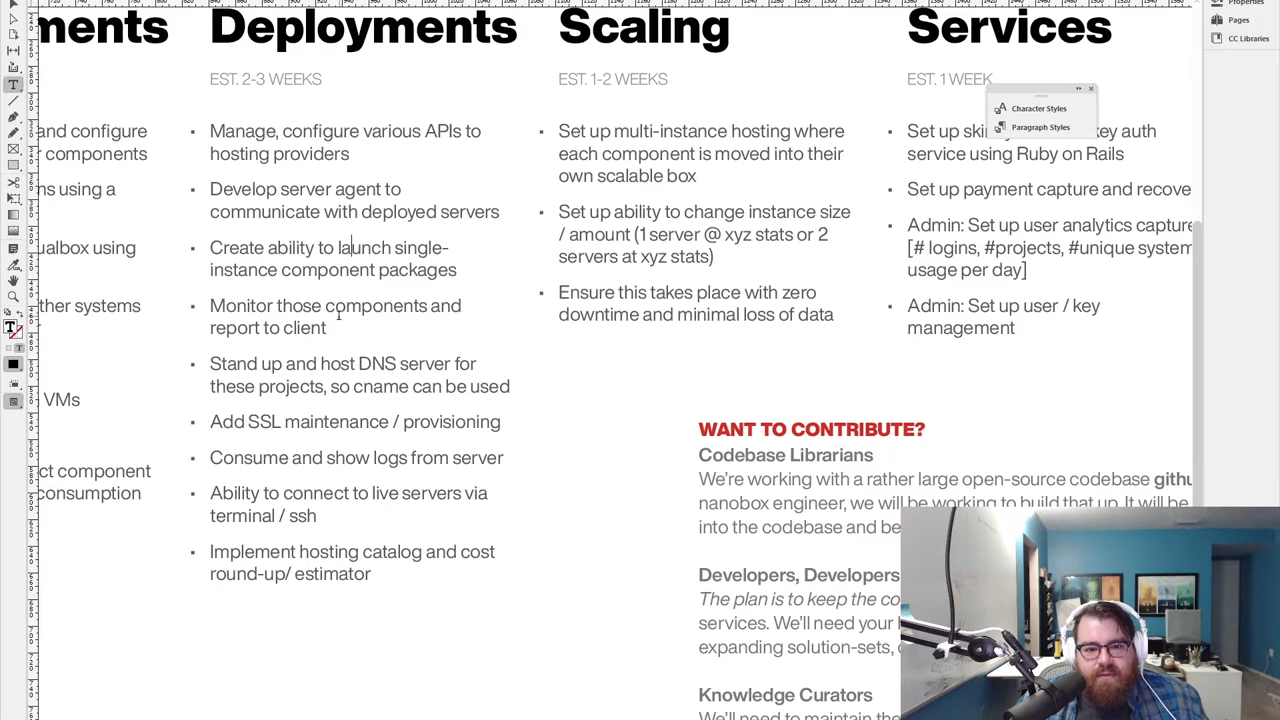 ments
and configure
components
ns using a
ualbox using
ther systems
VMs
ct component
consumption
Deployments
EST. 2-3 WEEKS
Manage, configure various APIs to
hosting providers
Develop server agent to
communicate with deployed servers
Create ability to launch single-
instance component packages
Monitor those components and
report to client
Stand up and host DNS server for
these projects, so cname can be used
Add SSL maintenance / provisioning
Consume and show logs from server
Ability to connect to live servers via
terminal / ssh
Implement hosting catalog and cost
round-up/ estimator
Scaling
EST. 1-2 WEEKS
Set up multi-instance hosting where
each component is moved into their
own scalable box
Set up ability to change instance size
/ amount (1 server @ xyz stats or 2
servers at xyz stats)
Ensure this takes place with zero
downtime and minimal loss of data
Services
EST. 1 WEEK
Set up key auth
service using Ruby on Rails
Set up payment capture and recove
Admin: Set up user analytics capture
[# logins, #projects, #unique system
usage per day]
Admin: Set up user / key
management
WANT TO CONTRIBUTE?
Codebase Librarians
We're working with a rather large open-source codebase githu
nanobox engineer, we will be working to build that up. It will be
into the codebase and be
Developers, Developers
The plan is to keep the co
services. We'll need your
expanding solution-sets,
Knowledge Curators
We'll need to maintain the
Character Styles
Paragraph Styles
Properties
Pages
CC Libraries